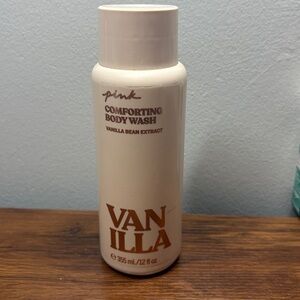 pink
COMFORTING
BODY WASH
VANILLA BEAN EXTRACT
VAN-
ILLA
℮ 355 mL/12 fl oz